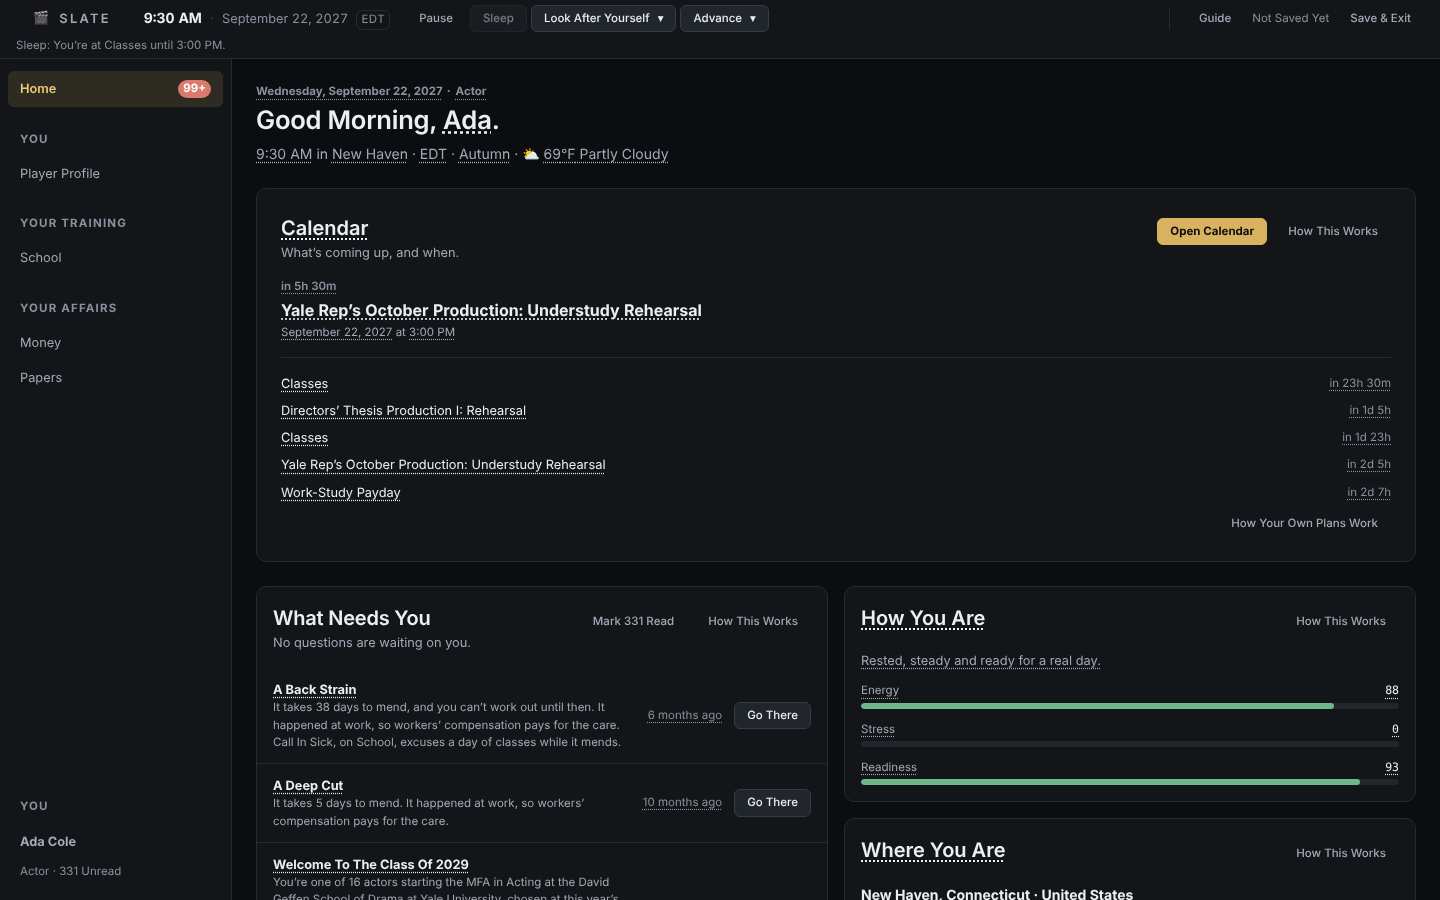 SLATE
9:30 AM · September 22, 2027 EDT
Pause
Sleep
Look After Yourself ▾
Advance ▾
Guide
Not Saved Yet
Save & Exit
Sleep: You’re at Classes until 3:00 PM.
Home
99+
YOU
Player Profile
YOUR TRAINING
School
YOUR AFFAIRS
Money
Papers
YOU
Ada Cole
Actor · 331 Unread
Wednesday, September 22, 2027 · Actor
Good Morning, Ada.
9:30 AM in New Haven · EDT · Autumn · 69°F Partly Cloudy
Calendar
What’s coming up, and when.
Open Calendar
How This Works
in 5h 30m
Yale Rep’s October Production: Understudy Rehearsal
September 22, 2027 at 3:00 PM
Classes
in 23h 30m
Directors’ Thesis Production I: Rehearsal
in 1d 5h
Classes
in 1d 23h
Yale Rep’s October Production: Understudy Rehearsal
in 2d 5h
Work-Study Payday
in 2d 7h
How Your Own Plans Work
What Needs You
Mark 331 Read
How This Works
No questions are waiting on you.
A Back Strain
It takes 38 days to mend, and you can’t work out until then. It
happened at work, so workers’ compensation pays for the care.
Call In Sick, on School, excuses a day of classes while it mends.
6 months ago
Go There
A Deep Cut
It takes 5 days to mend. It happened at work, so workers’
compensation pays for the care.
10 months ago
Go There
Welcome To The Class Of 2029
You’re one of 16 actors starting the MFA in Acting at the David
Geffen School of Drama at Yale University, chosen at this year’s
How You Are
How This Works
Rested, steady and ready for a real day.
Energy
88
Stress
0
Readiness
93
Where You Are
How This Works
New Haven, Connecticut · United States